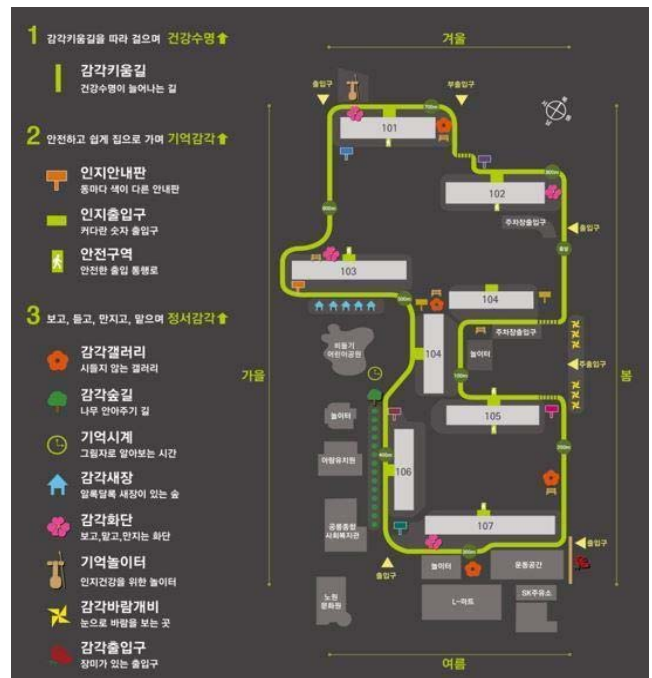 1 감각키움길을 따라 걸으며 건강수명
감각키움길
건강수명이 늘어나는 길
2 안전하고 쉽게 집으로 가며 기억감각
인지안내판
동마다 색이 다른 안내판
인지출입구
커다란 숫자 출입구
안전구역
안전한 출입 통행로
3 보고, 듣고, 만지고, 맡으며 정서감각
감각갤러리
시들지 않는 갤러리
감각숲길
나무 안아주기 길
기억시계
그림자로 알아보는 시간
감각새장
알록달록 새장이 있는 숲
감각화단
보고,맡고,만지는 화단
기억놀이터
인지건강을 위한 놀이터
감각바람개비
눈으로 바람을 보는 곳
감각출입구
장미가 있는 출입구
겨울
출입구
부출입구
700m
101
800m
102
600m
주차장출입구
출입구
출발
103
500m
104
주차장출입구
비둘기
어린이공원
104
놀이터
주출입구
가을
봄
100m
놀이터
105
106
400m
200m
107
공릉종합
사회복지관
300m
출입구
출입구
놀이터
운동공간
노원
문화원
L-마트
SK주유소
여름